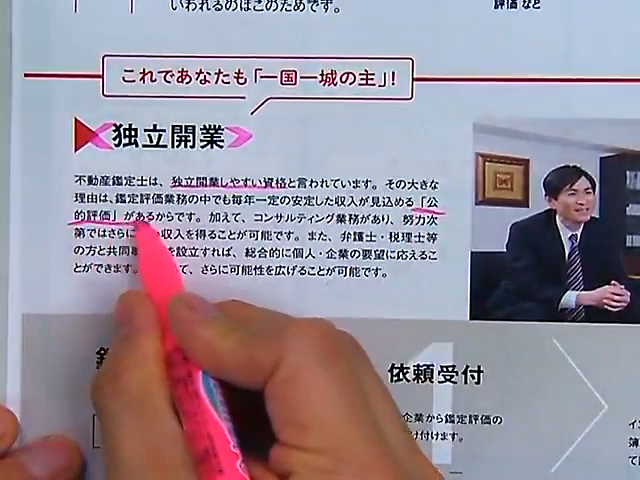 いわれるのはこのためです。
評価など
これであなたも「一国一城の主」!
独立開業
不動産鑑定士は、独立開業しやすい資格と言われています。その大きな
理由は、鑑定評価業務の中でも毎年一定の安定した収入が見込める「公
的評価」があるからです。加えて、コンサルティング業務があり、努力次
第ではさらに 収入を得ることが可能です。また、弁護士・税理士等
の方と共同事 を設立すれば、総合的に個人・企業の要望に応えるこ
とができます。 て、さらに可能性を広げることが可能です。
1
依頼受付
企業から鑑定評価の
け付けます。